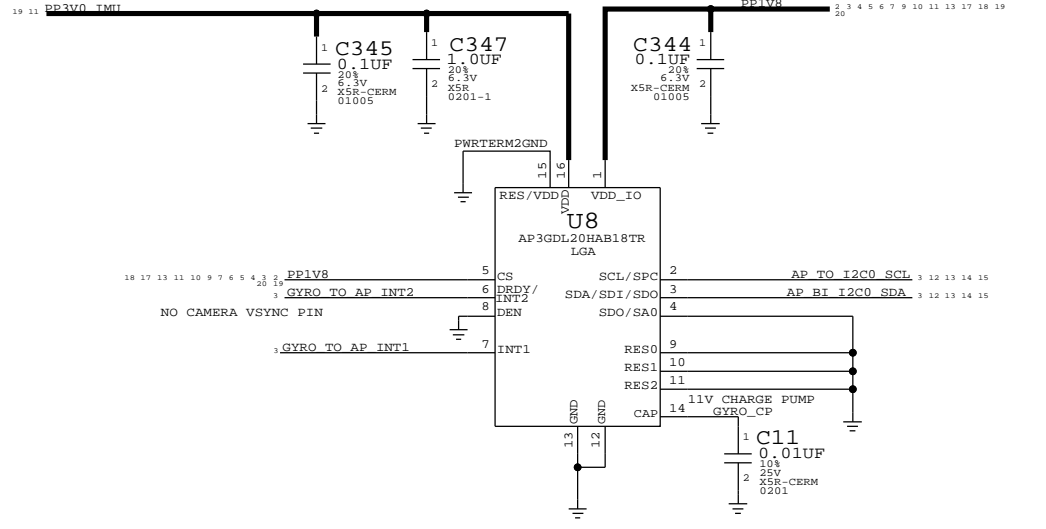 19 11 PP3V0_IMU
PP1V8 2 3 4 5 6 7 9 10 11 13 17 18 19
20
1 C345
0.1UF
20%
6.3V
2 X5R-CERM
01005
1 C347
1.0UF
20%
6.3V
2 X5R
0201-1
C344 1
0.1UF
20%
6.3V
X5R-CERM 2
01005
PWRTERM2GND
15 16 1
RES/VDD VDD VDD_IO
U8
AP3GDL20HAB18TR
LGA
18 17 13 11 10 9 7 6 5 4 3 2 PP1V8 5 CS
20 19
3 GYRO_TO_AP_INT2 6 DRDY/
INT2
NO CAMERA VSYNC PIN 8 DEN
3 GYRO_TO_AP_INT1 7 INT1
SCL/SPC 2 AP_TO_I2C0_SCL 3 12 13 14 15
SDA/SDI/SDO 3 AP_BI_I2C0_SDA 3 12 13 14 15
SDO/SA0 4
RES0 9
RES1 10
RES2 11
11V CHARGE PUMP
CAP 14 GYRO_CP
GND GND
13 12
1 C11
0.01UF
10%
25V
2 X5R-CERM
0201